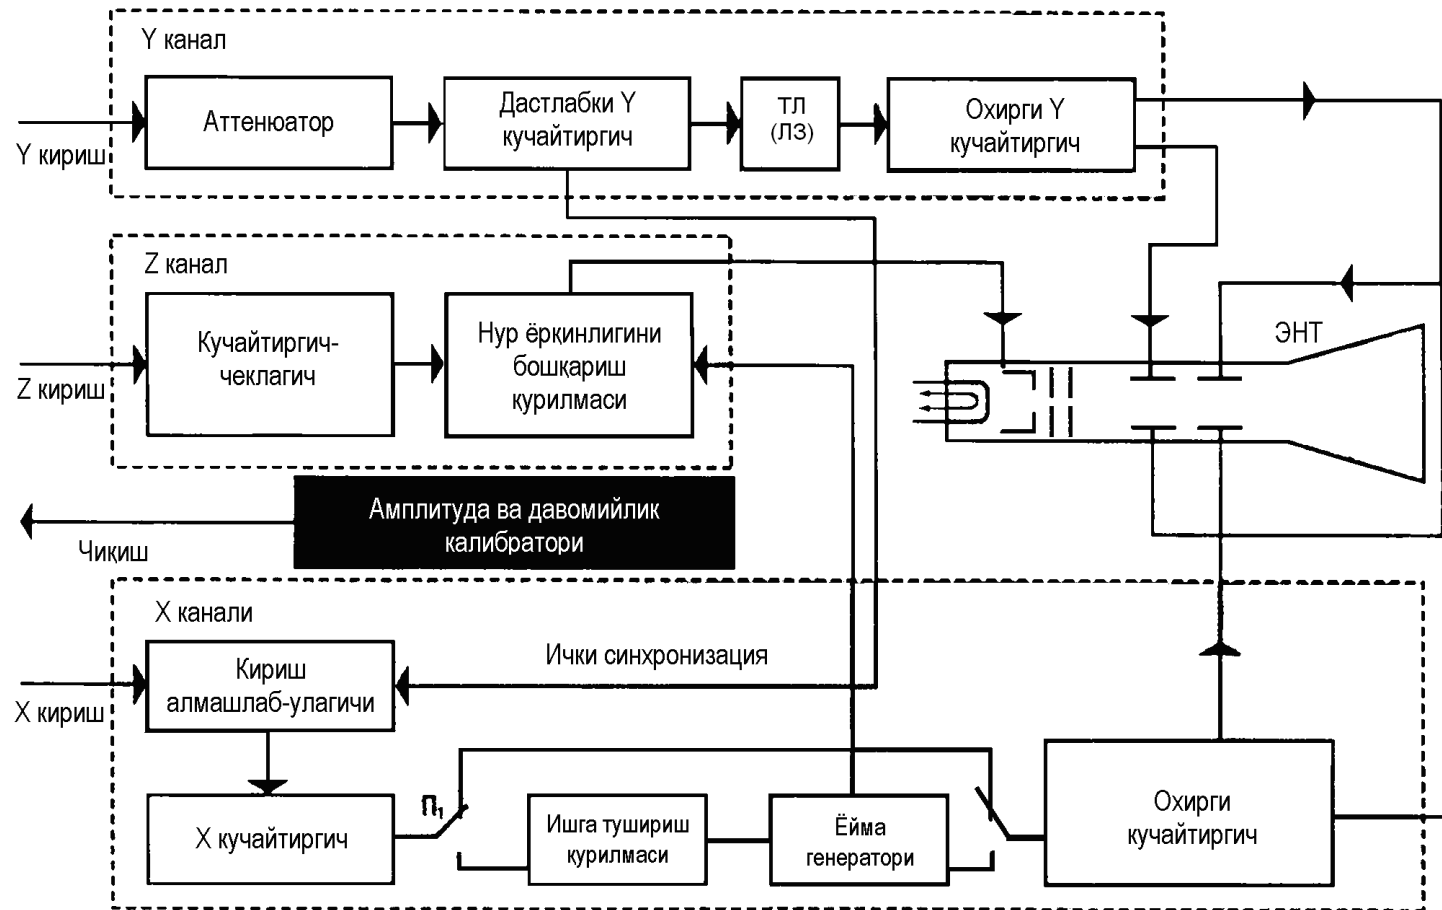 Y канал
Аттенюатор
Дастлабки Y
кучайтиргич
ТЛ
(ЛЗ)
Охирги Y
кучайтиргич
Y кириш
Z канал
Кучайтиргич-
чеклагич
Нур ёрқинлигини
бошқариш
курилмаси
Z кириш
ЭНТ
Амплитуда ва давомийлик
калибратори
Чиқиш
X канали
Кириш
алмашлаб-улагичи
Ички синхронизация
X кириш
X кучайтиргич
П₁
Ишга тушириш
курилмаси
Ёйма
генератори
Охирги
кучайтиргич